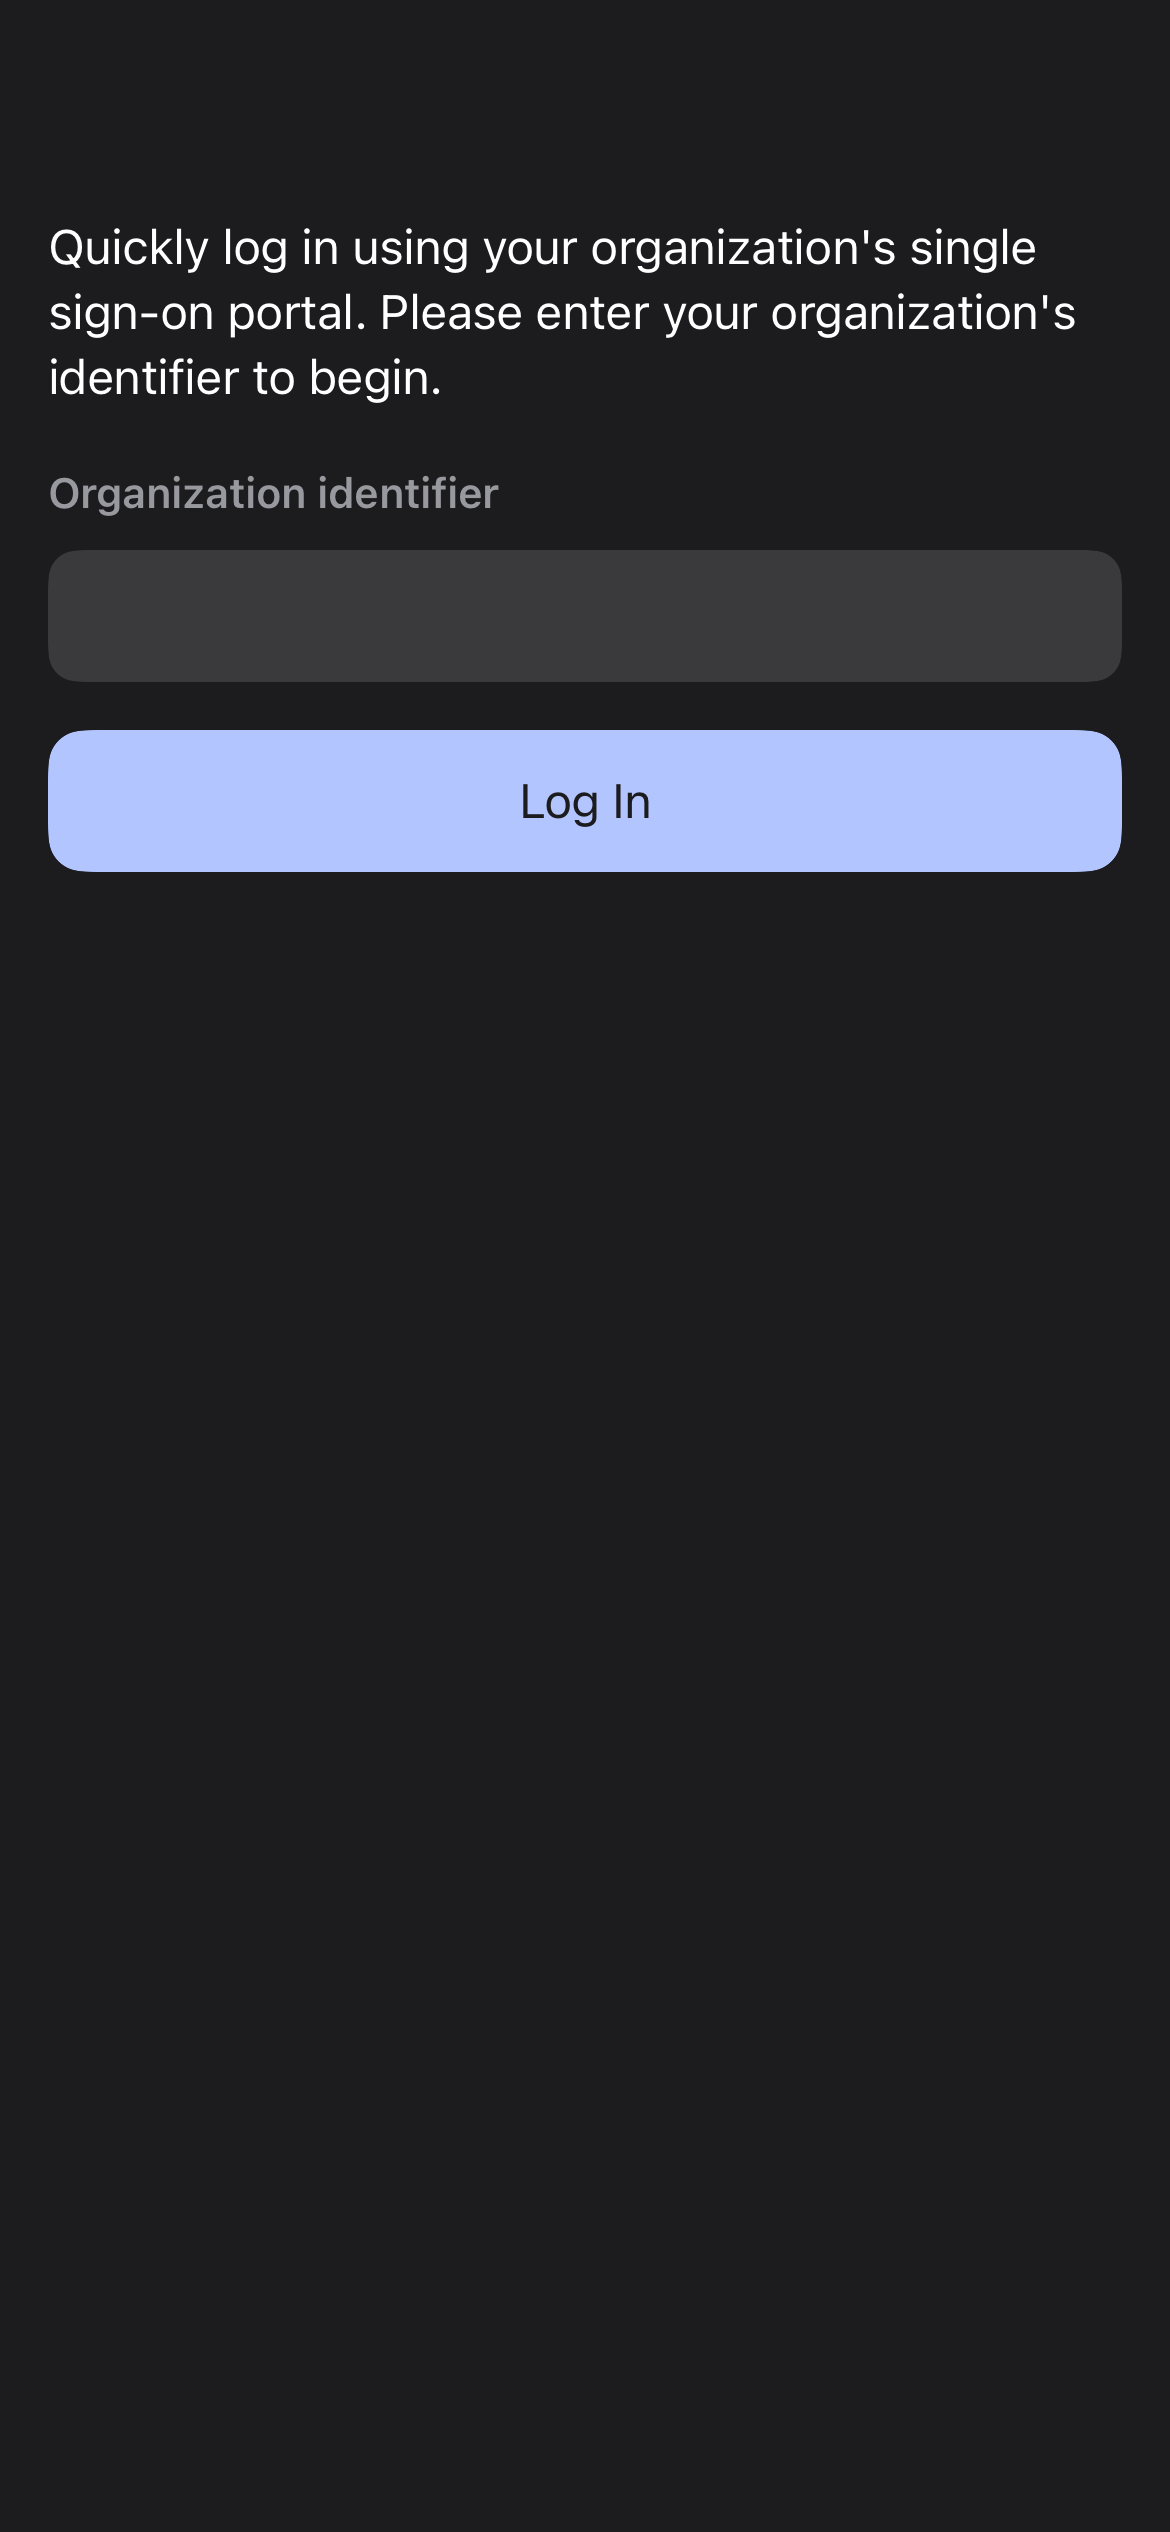 Quickly log in using your organization's single
sign-on portal. Please enter your organization's
identifier to begin.
Organization identifier
Log In